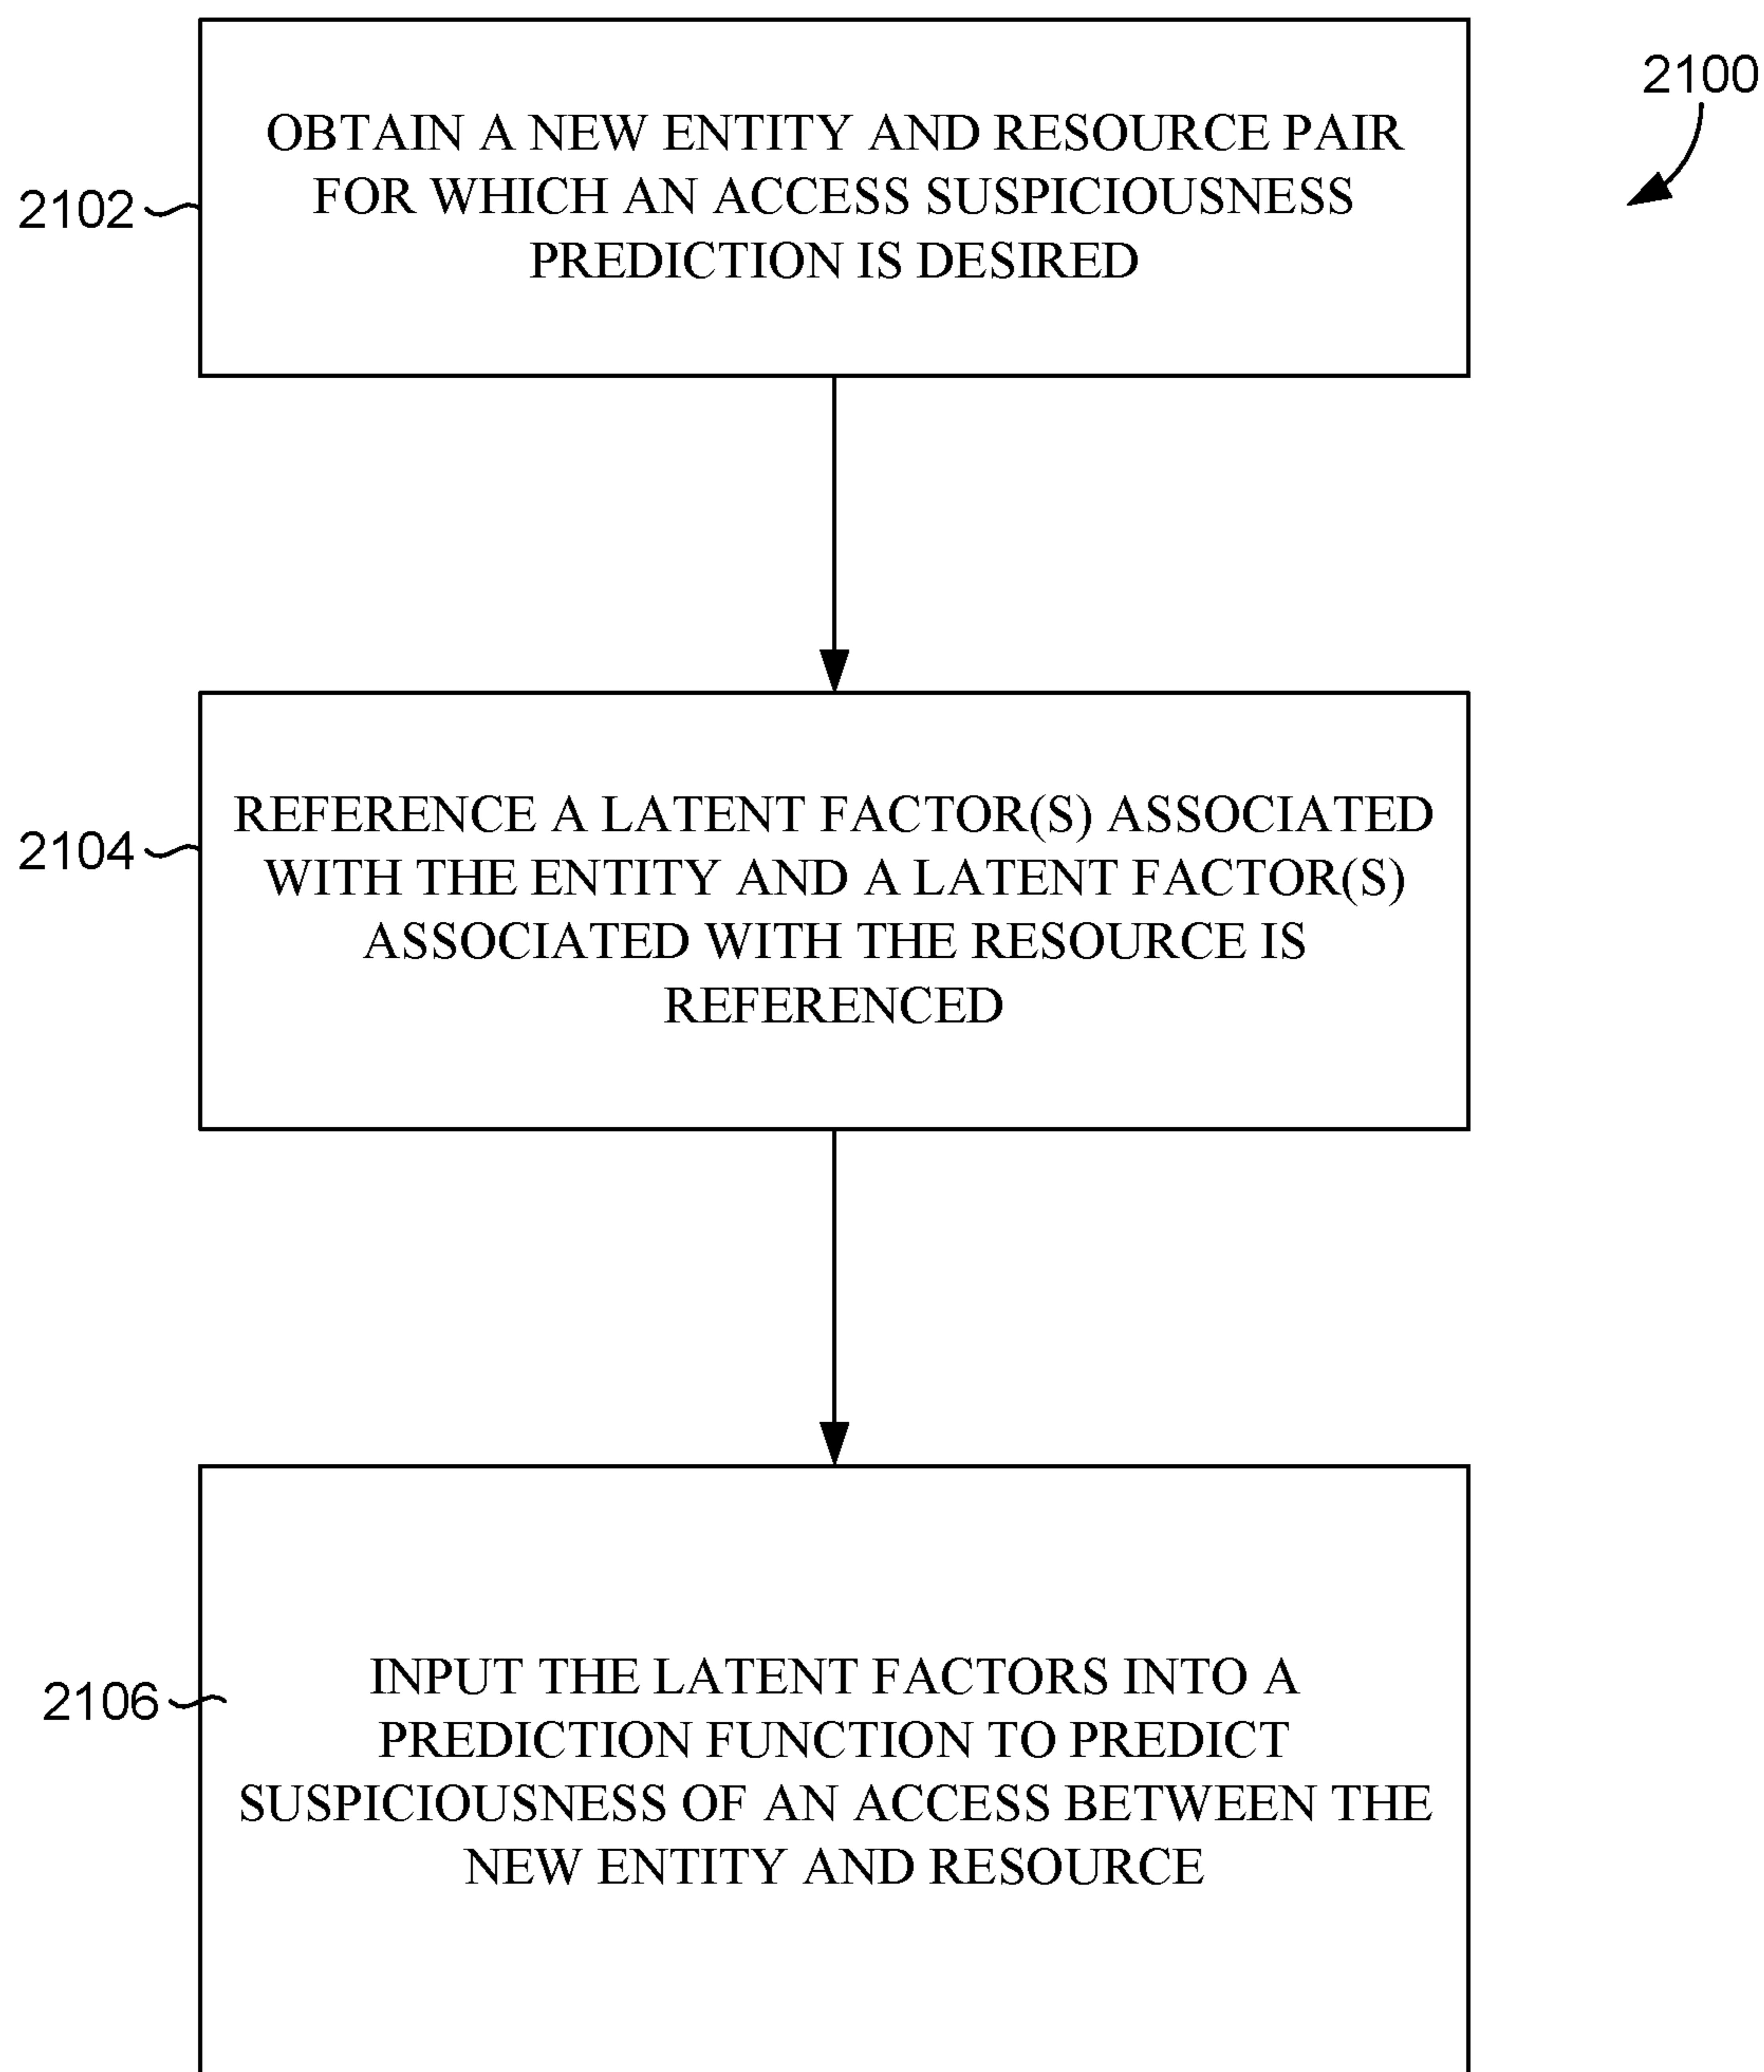 2100
OBTAIN A NEW ENTITY AND RESOURCE PAIR
FOR WHICH AN ACCESS SUSPICIOUSNESS
PREDICTION IS DESIRED
2102
REFERENCE A LATENT FACTOR(S) ASSOCIATED
WITH THE ENTITY AND A LATENT FACTOR(S)
ASSOCIATED WITH THE RESOURCE IS
REFERENCED
2104
INPUT THE LATENT FACTORS INTO A
PREDICTION FUNCTION TO PREDICT
SUSPICIOUSNESS OF AN ACCESS BETWEEN THE
NEW ENTITY AND RESOURCE
2106